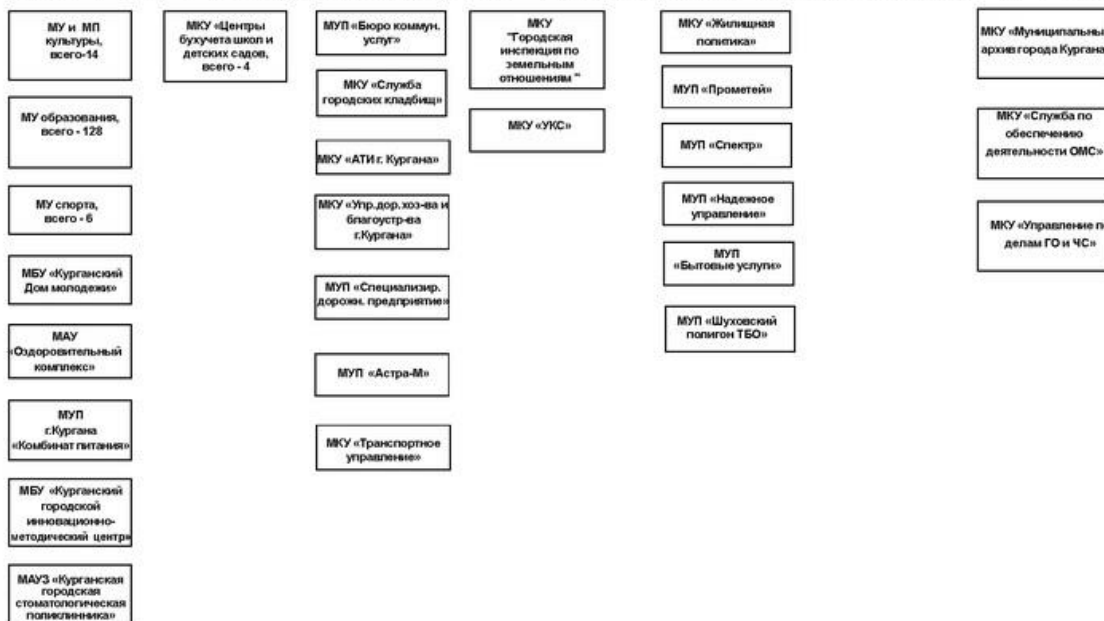 МУ и МП
культуры,
всего-14
МУ образования,
всего - 128
МУ спорта,
всего - 6
МБУ «Курганский
Дом молодежи»
МАУ
«Оздоровительный
комплекс»
МУП
г.Кургана
«Комбинат питания»
МБУ «Курганский
городской
инновационно-
методический центр»
МАУЗ «Курганская
городская
стоматологическая
поликлинника»
МКУ «Центры
бухучета школ и
детских садов,
всего - 4
МУП «Бюро коммун.
услуг»
МКУ «Служба
городских кладбищ»
МКУ «АТИ г. Кургана»
МКУ «Упр.дор.хоз-ва и
благоустр-ва
г.Кургана»
МУП «Специализир.
дорожн. предприятие»
МУП «Астра-М»
МКУ «Транспортное
управление»
МКУ
"Городская
инспекция по
земельным
отношениям "
МКУ «УКС»
МКУ «Жилищная
политика»
МУП «Прометей»
МУП «Спектр»
МУП «Надежное
управление»
МУП
«Бытовые услуги»
МУП «Шуховский
полигон ТБО»
МКУ «Муниципальны
архив города Кургана
МКУ «Служба по
обеспечению
деятельности ОМС»
МКУ «Управление по
делам ГО и ЧС»